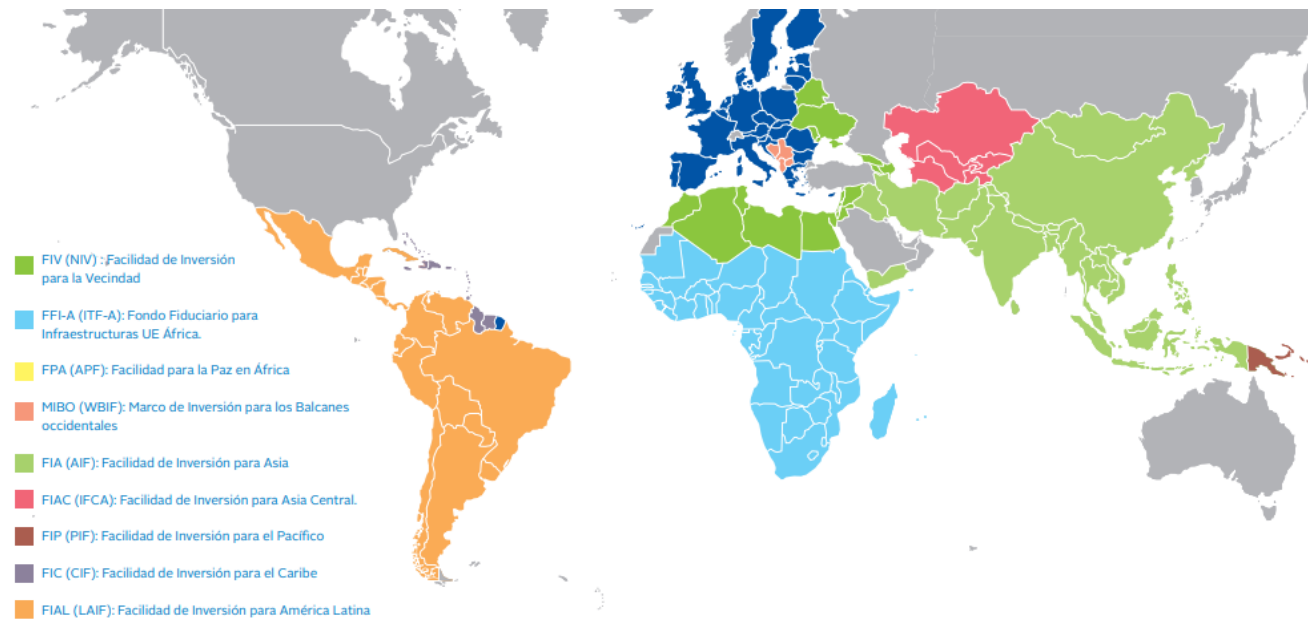 FIV (NIV) : Facilidad de Inversión
para la Vecindad
FFI-A (ITF-A): Fondo Fiduciario para
Infraestructuras UE África.
FPA (APF): Facilidad para la Paz en África
MIBO (WBIF): Marco de Inversión para los Balcanes
occidentales
FIA (AIF): Facilidad de Inversión para Asia
FIAC (IFCA): Facilidad de Inversión para Asia Central.
FIP (PIF): Facilidad de Inversión para el Pacífico
FIC (CIF): Facilidad de Inversión para el Caribe
FIAL (LAIF): Facilidad de Inversión para América Latina